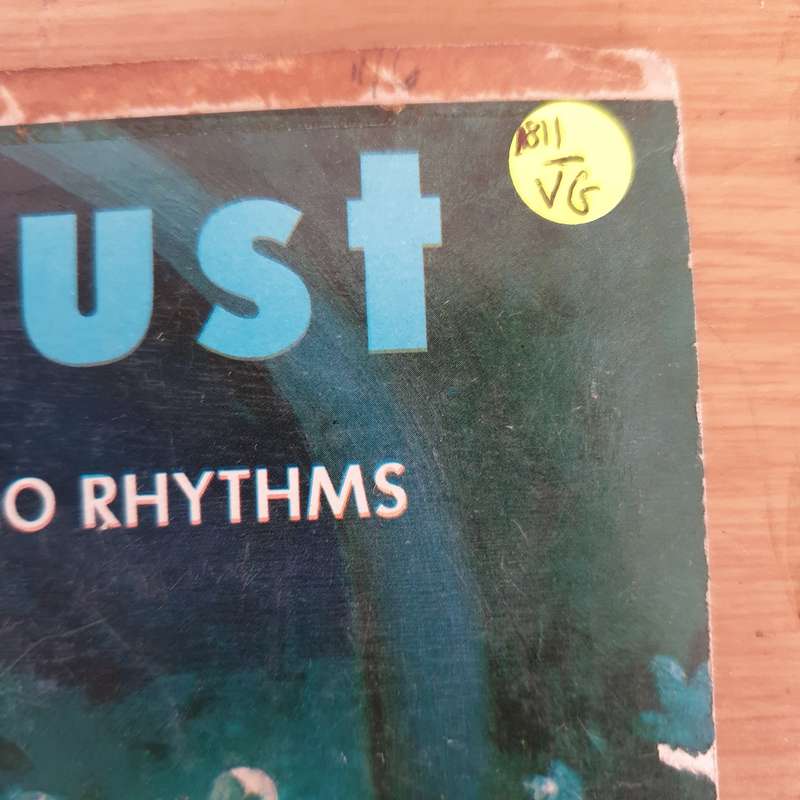 1811
VG
ust
O RHYTHMS